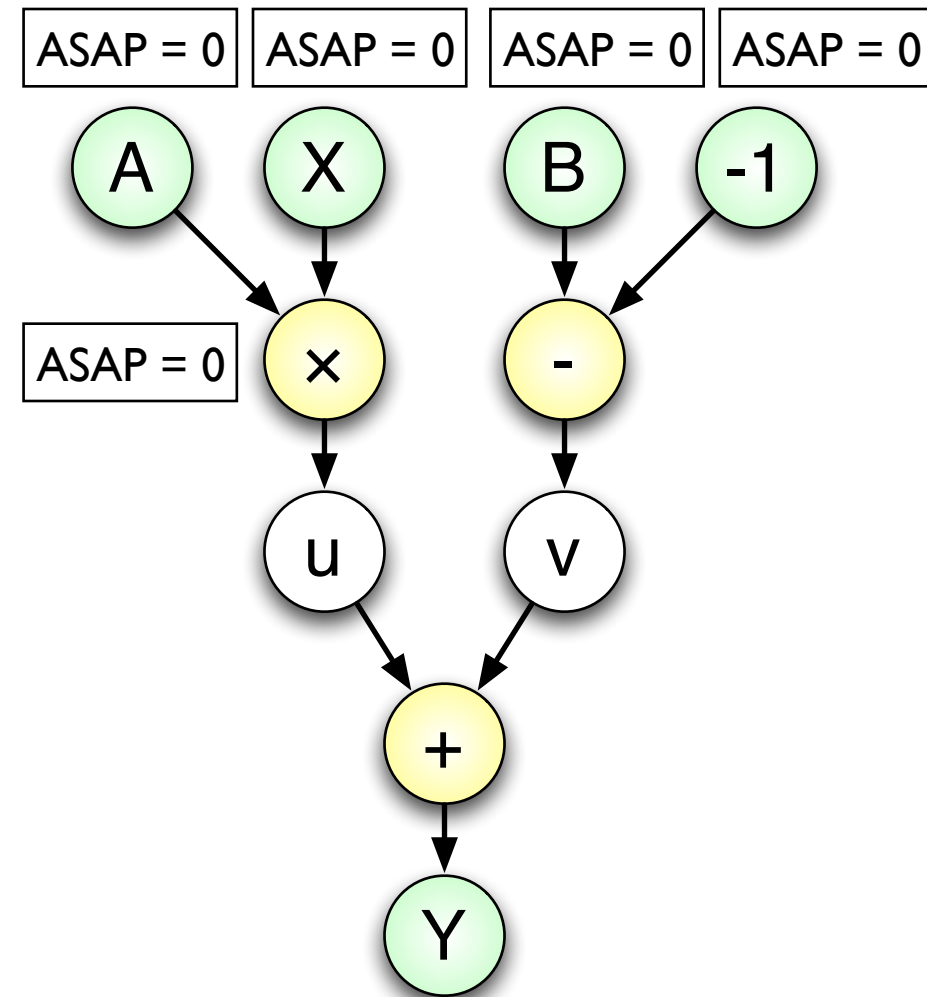 ASAP = 0 ASAP = 0 ASAP = 0 ASAP = 0
A X B -1
ASAP = 0 × -
u v
+
Y